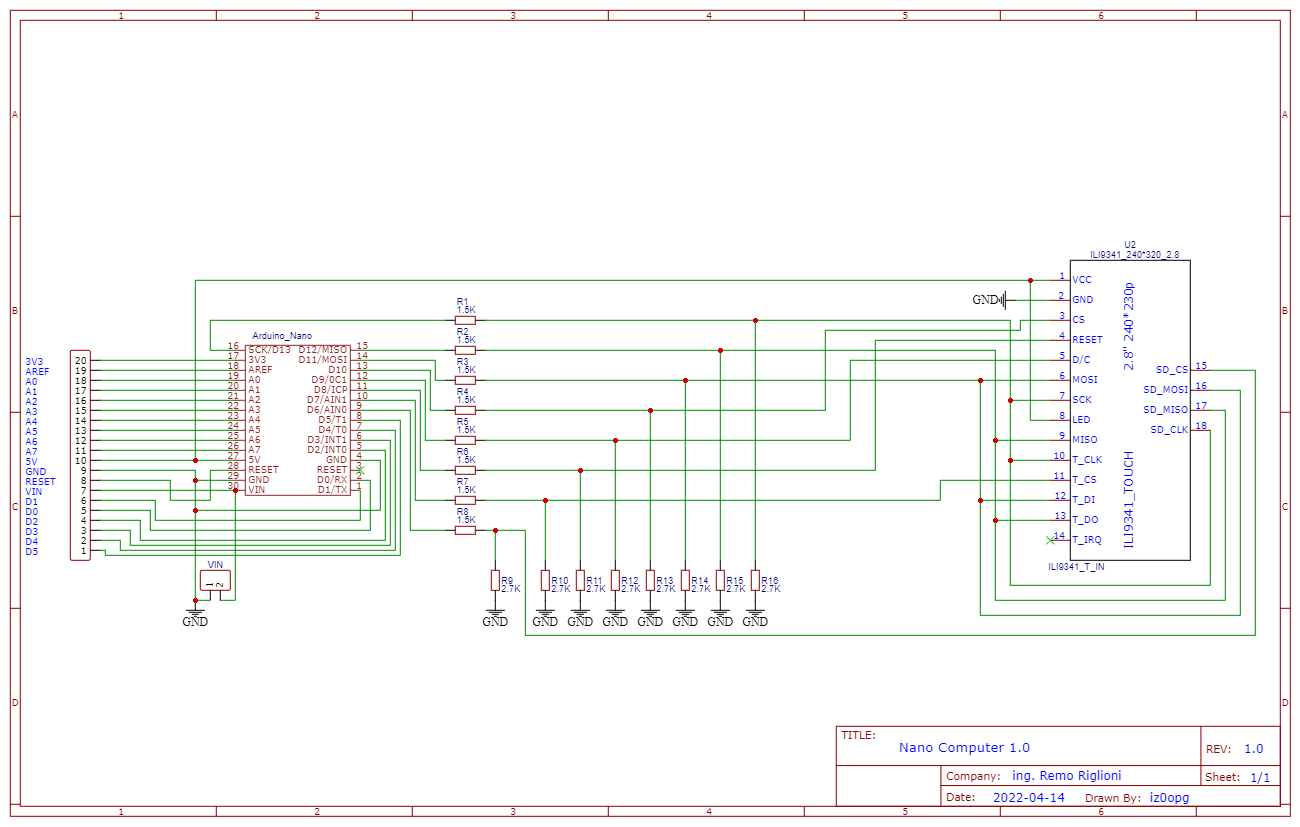 1 2 3 4 5 6
A A
B B
C C
D D
U2
ILI9341_240*320_2.8
1 VCC
2 GND
3 CS
4 RESET
5 D/C
6 MOSI
7 SCK
8 LED
9 MISO
10 T_CLK
11 T_CS
12 T_DI
13 T_DO
14 T_IRQ
2.8" 240*230p
ILI9341_TOUCH
SD_CS 15
SD_MOSI 16
SD_MISO 17
SD_CLK 18
ILI9341_T_IN
GND
R1
1.5K
R2
1.5K
R3
1.5K
R4
1.5K
R5
1.5K
R6
1.5K
R7
1.5K
R8
1.5K
Arduino_Nano
16 SCK/D13 D12/MISO 15
17 3V3 D11/MOSI 14
18 AREF D10 13
19 A0 D9/0C1 12
20 A1 D8/ICP 11
21 A2 D7/AIN1 10
22 A3 D6/AIN0 9
23 A4 D5/T1 8
24 A5 D4/T0 7
25 A6 D3/INT1 6
26 A7 D2/INT0 5
27 5V GND 4
28 RESET RESET 3
29 GND D0/RX 2
30 VIN D1/TX 1
3V3 20
AREF 19
A0 18
A1 17
A2 16
A3 15
A4 14
A5 13
A6 12
A7 11
5V 10
GND 9
RESET 8
VIN 7
D1 6
D0 5
D2 4
D3 3
D4 2
D5 1
VIN
1 2
GND
R9
2.7K
R10
2.7K
R11
2.7K
R12
2.7K
R13
2.7K
R14
2.7K
R15
2.7K
R16
2.7K
GND GND GND GND GND GND GND GND
TITLE:
Nano Computer 1.0
REV: 1.0
Company: ing. Remo Riglioni
Sheet: 1/1
Date: 2022-04-14 Drawn By: iz0opg
1 2 3 4 5 6